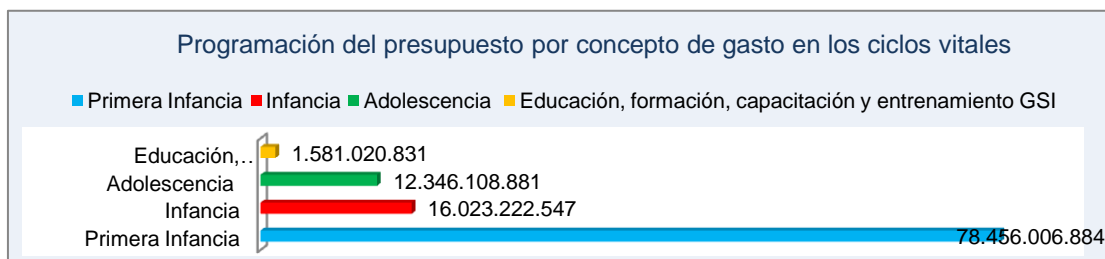 Programación del presupuesto por concepto de gasto en los ciclos vitales
Primera Infancia Infancia Adolescencia Educación, formación, capacitación y entrenamiento GSI
Educación,.. 1.581.020.831
Adolescencia 12.346.108.881
Infancia 16.023.222.547
Primera Infancia 78.456.006.884